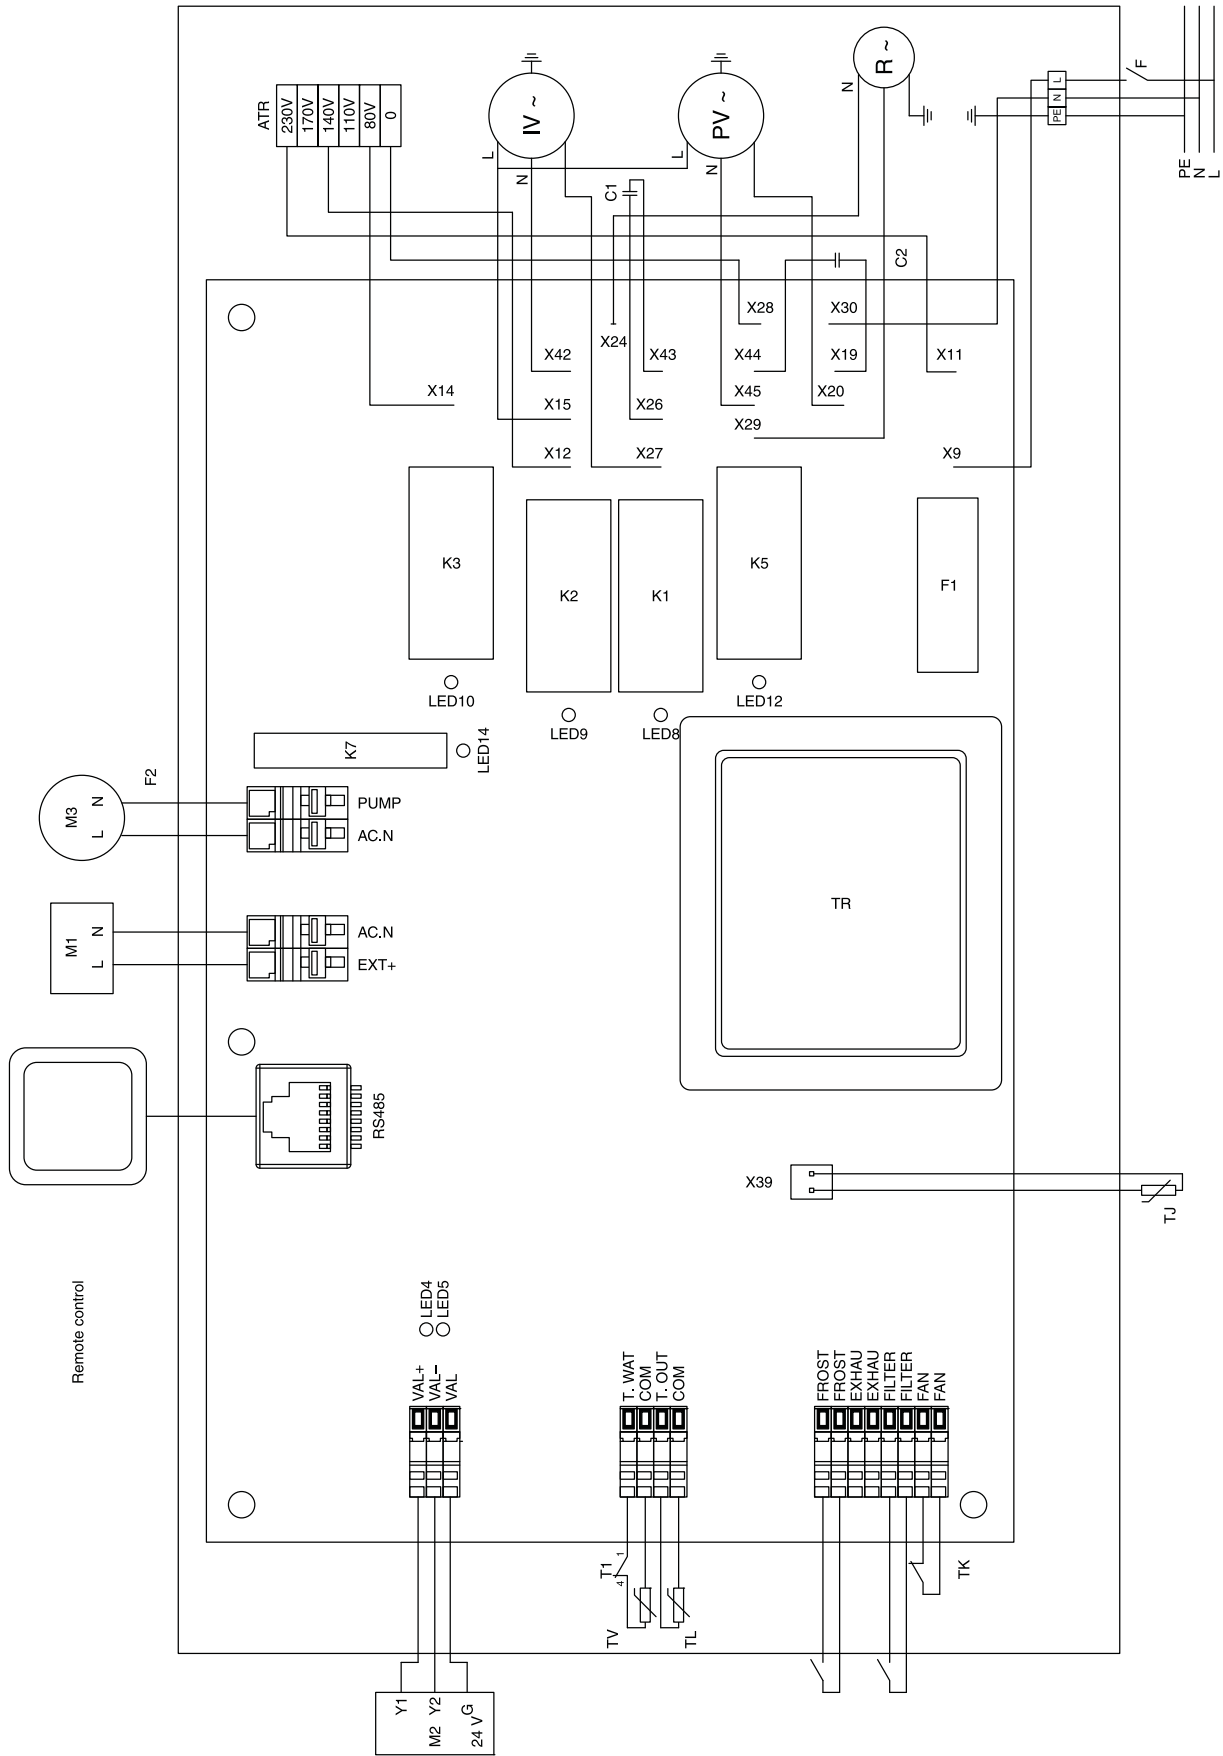 ATR
230V
170V
140V
110V
80V
0
IV ~
L
N
PV ~
L
N
R ~
N
F
L
N
PE
PE
N
L
C1
C2
X28
X30
X24
X42
X43
X44
X19
X11
X14
X15
X26
X45
X20
X29
X12
X27
X9
K3
K2
K1
K5
F1
LED10
LED9
LED8
LED12
K7
LED14
M3
N
L
F2
PUMP
AC.N
M1
N
L
AC.N
EXT+
TR
RS485
X39
TJ
Remote control
LED4
LED5
VAL+
VAL-
VAL
T. WAT
COM
T. OUT
COM
FROST
FROST
EXHAU
EXHAU
FILTER
FILTER
FAN
FAN
T1
1
4
TV
TL
TK
Y1
M2 Y2
G
24 V